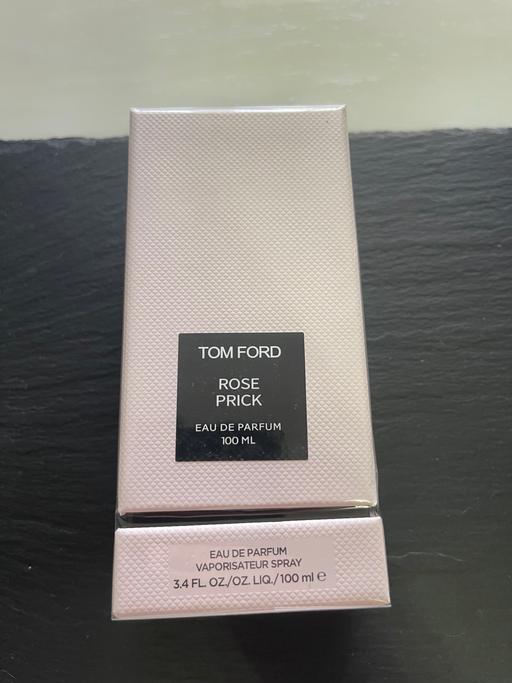 TOM FORD
ROSE
PRICK
EAU DE PARFUM
100 ML
EAU DE PARFUM
VAPORISATEUR SPRAY
3.4 FL. OZ./OZ. LIQ./100 ml ℮